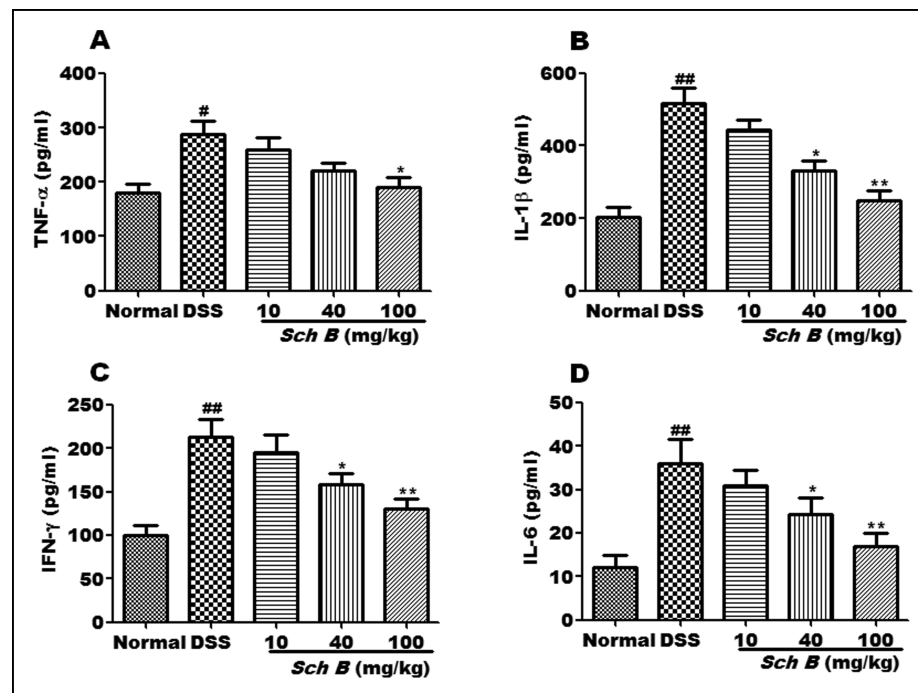 A
TNF-α (pg/ml)
400
300
200
100
0
#
*
Normal DSS 10 40 100
Sch B (mg/kg)
B
IL-1β (pg/ml)
600
400
200
0
##
*
**
Normal DSS 10 40 100
Sch B (mg/kg)
C
IFN-γ (pg/ml)
250
200
150
100
50
0
##
*
**
Normal DSS 10 40 100
Sch B (mg/kg)
D
IL-6 (pg/ml)
50
40
30
20
10
0
##
*
**
Normal DSS 10 40 100
Sch B (mg/kg)